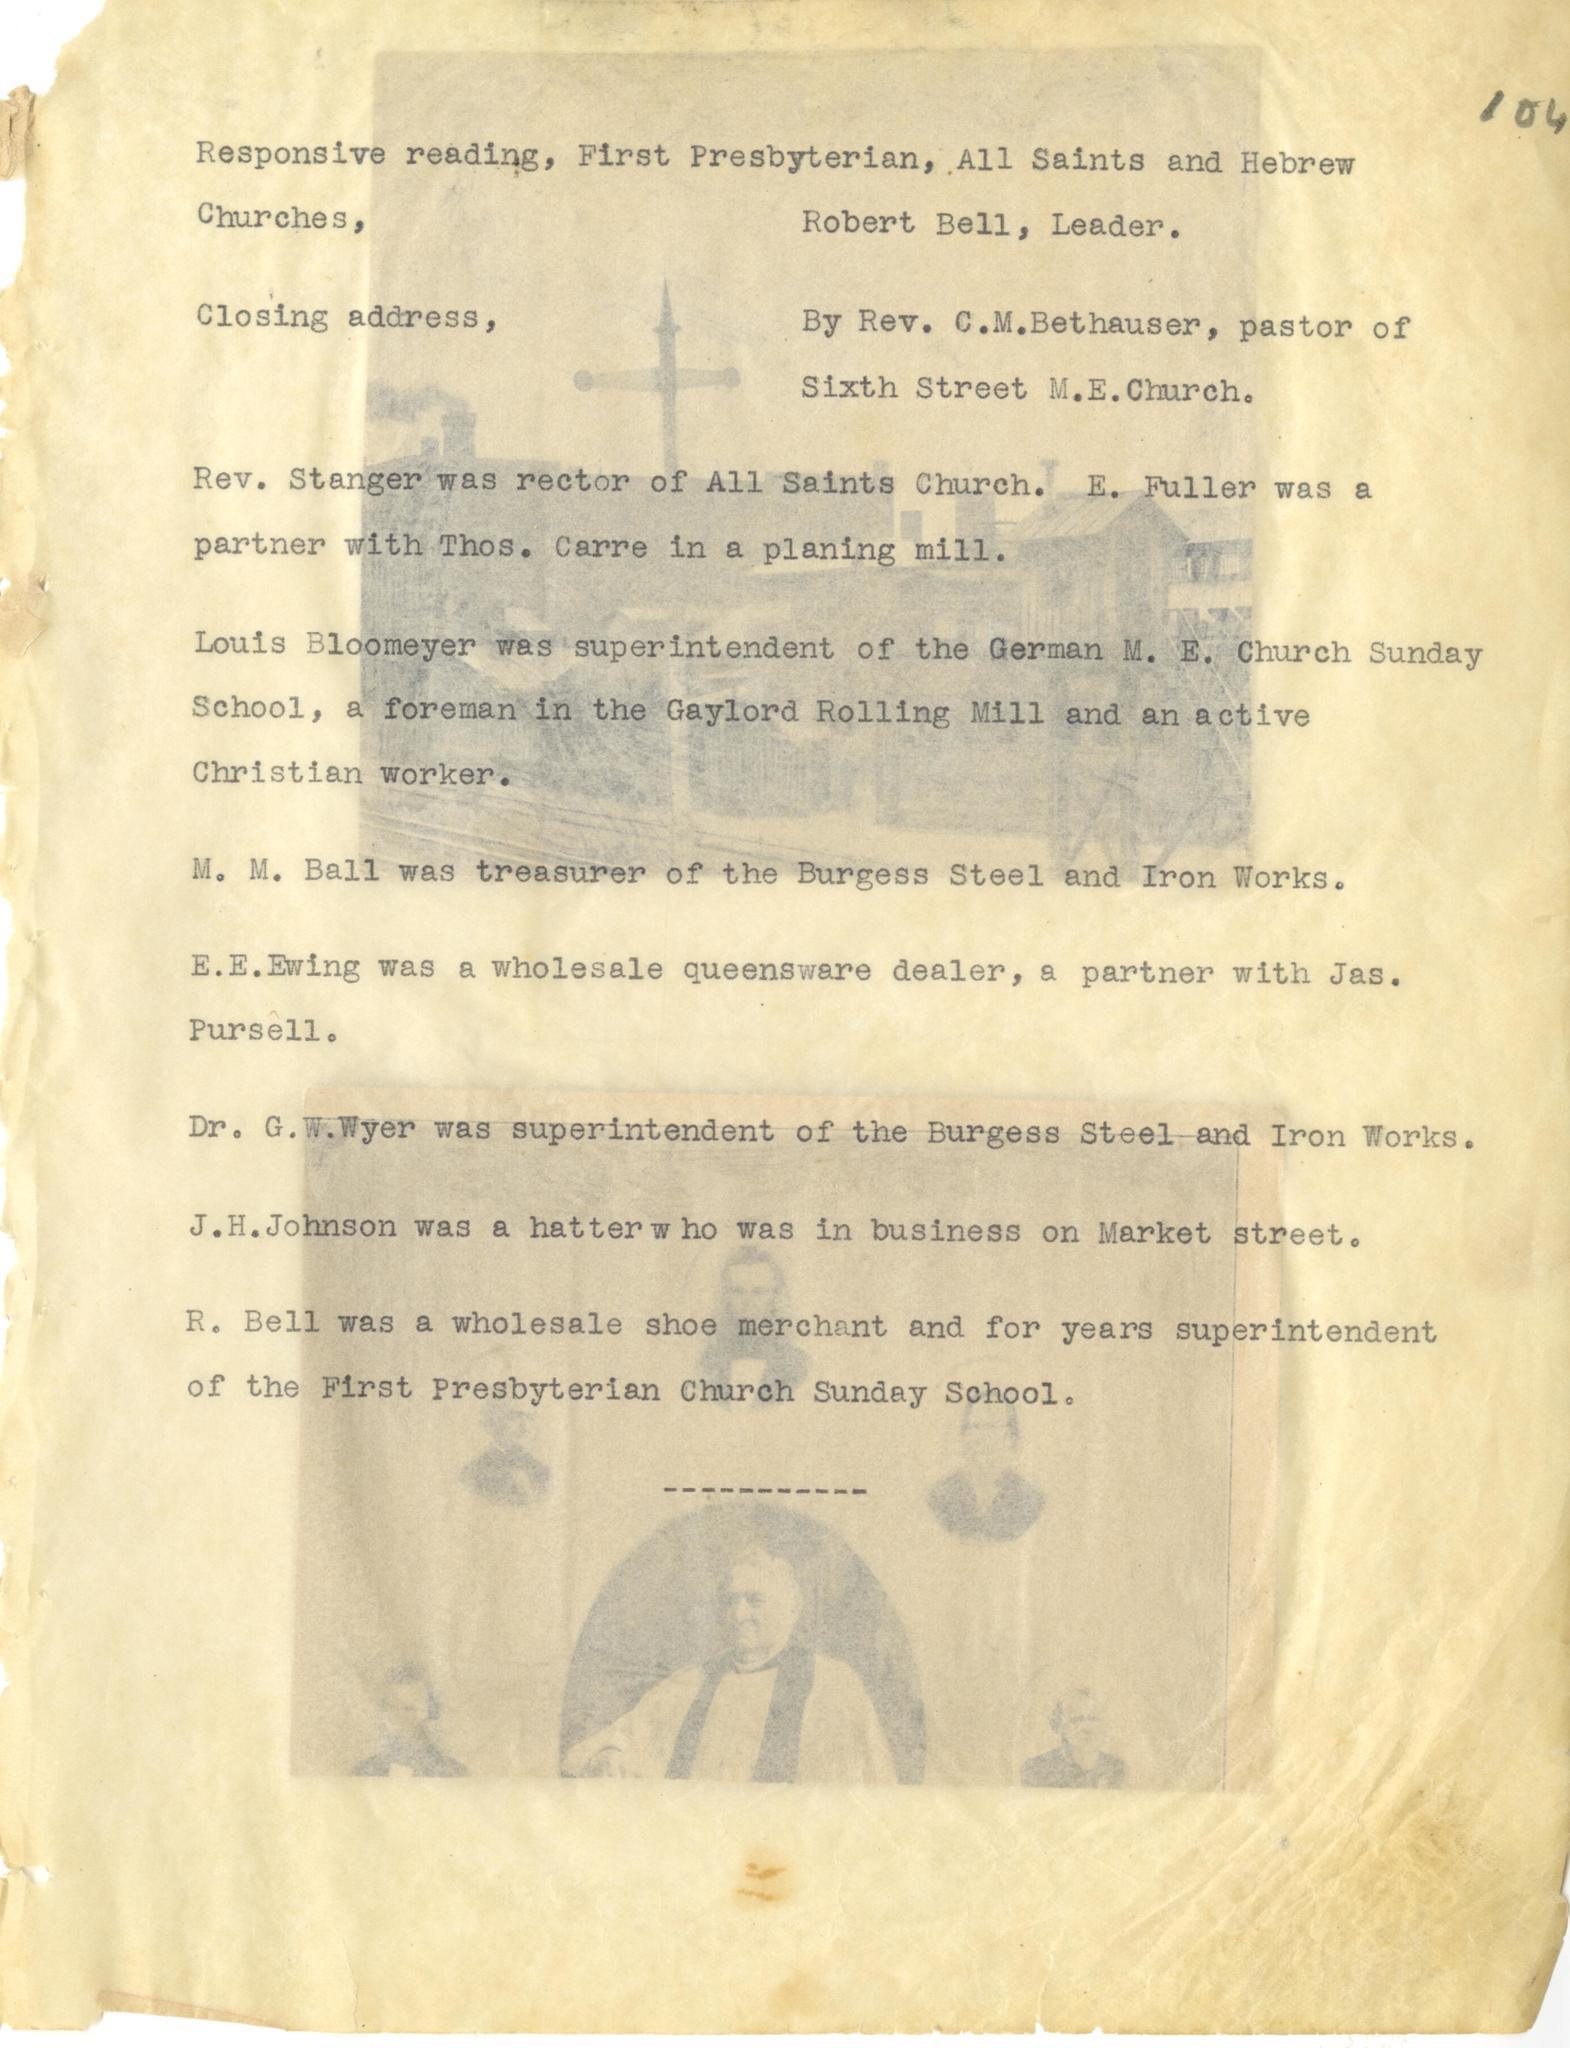 104
Responsive reading, First Presbyterian, All Saints and Hebrew
Churches, Robert Bell, Leader.
Closing address, By Rev. C.M.Bethauser, pastor of
Sixth Street M.E.Church.
Rev. Stanger was rector of All Saints Church. E. Fuller was a
partner with Thos. Carre in a planing mill.
Louis Bloomeyer was superintendent of the German M. E. Church Sunday
School, a foreman in the Gaylord Rolling Mill and an active
Christian worker.
M. M. Ball was treasurer of the Burgess Steel and Iron Works.
E.E.Ewing was a wholesale queensware dealer, a partner with Jas.
Pursell.
Dr. G.W.Wyer was superintendent of the Burgess Steel and Iron Works.
J.H.Johnson was a hatter who was in business on Market street.
R. Bell was a wholesale shoe merchant and for years superintendent
of the First Presbyterian Church Sunday School.
-----------